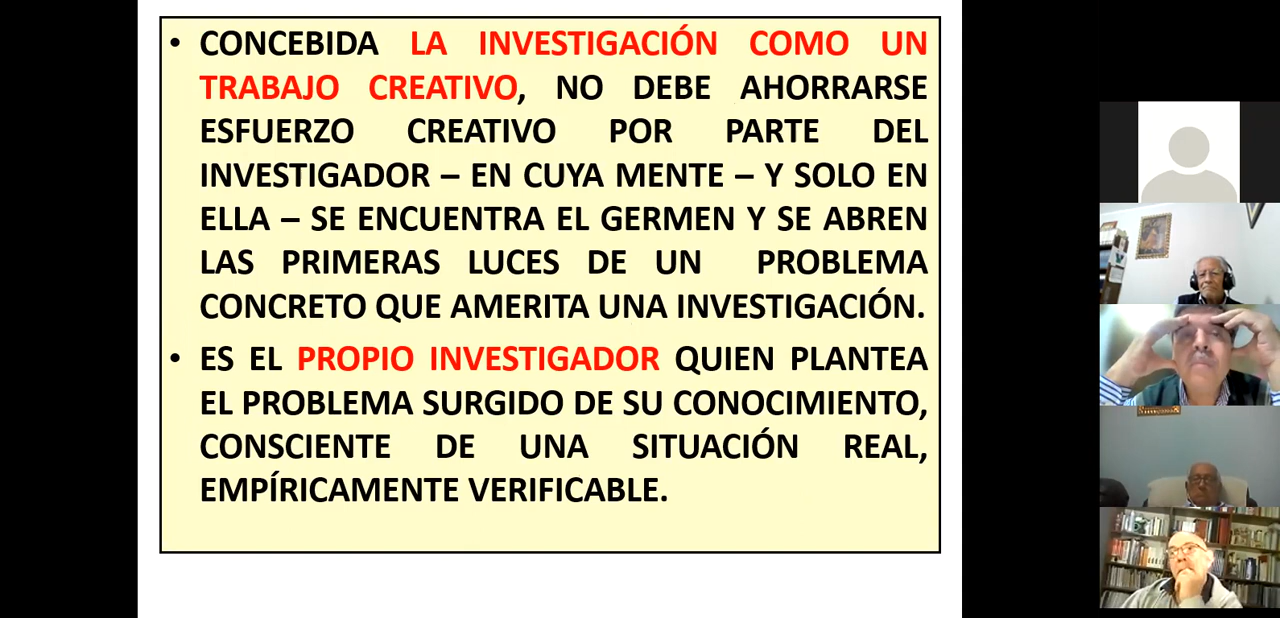 • CONCEBIDA LA INVESTIGACIÓN COMO UN
TRABAJO CREATIVO, NO DEBE AHORRARSE
ESFUERZO CREATIVO POR PARTE DEL
INVESTIGADOR – EN CUYA MENTE – Y SOLO EN
ELLA – SE ENCUENTRA EL GERMEN Y SE ABREN
LAS PRIMERAS LUCES DE UN PROBLEMA
CONCRETO QUE AMERITA UNA INVESTIGACIÓN.
• ES EL PROPIO INVESTIGADOR QUIEN PLANTEA
EL PROBLEMA SURGIDO DE SU CONOCIMIENTO,
CONSCIENTE DE UNA SITUACIÓN REAL,
EMPÍRICAMENTE VERIFICABLE.